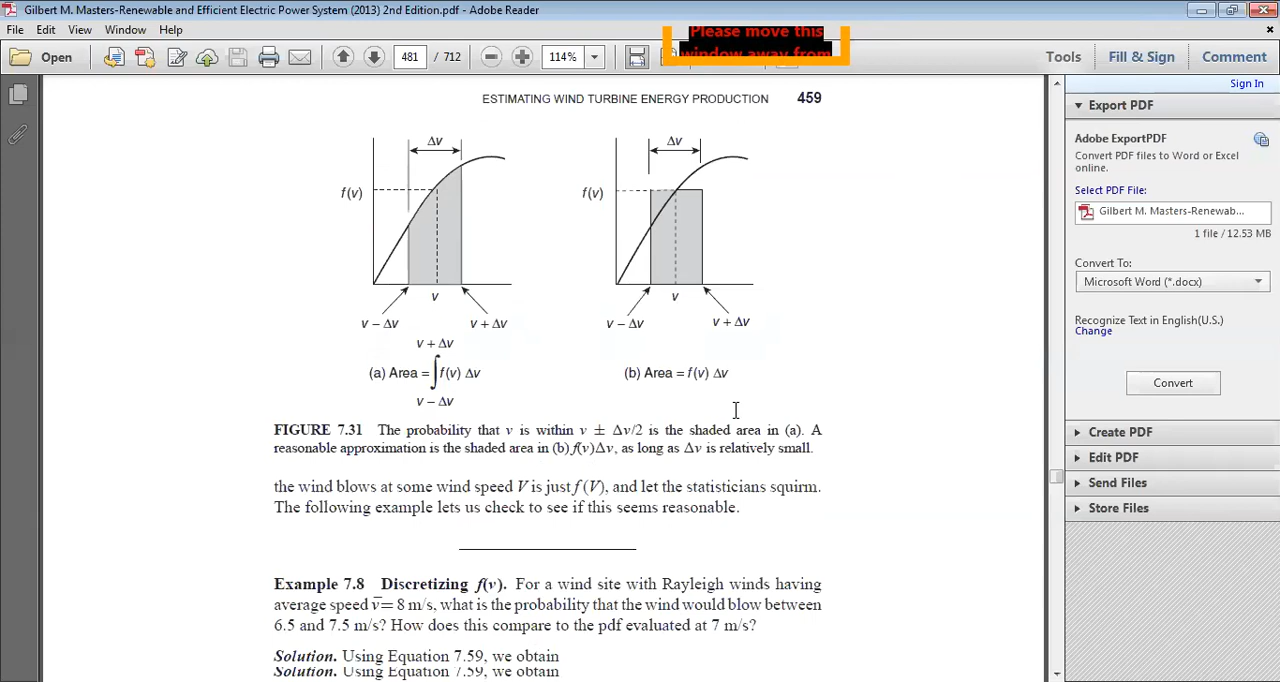 Gilbert M. Masters-Renewable and Efficient Electric Power System (2013) 2nd Edition.pdf - Adobe Reader
File Edit View Window Help
Please move this
window away from
Open 481 / 712 114% Tools Fill & Sign Comment
Sign In
ESTIMATING WIND TURBINE ENERGY PRODUCTION 459
Δv Δv
f(v) f(v)
v v
v – Δv v + Δv v – Δv v + Δv
v + Δv
(a) Area = ∫ f(v) Δv (b) Area = f(v) Δv
v – Δv
FIGURE 7.31 The probability that v is within v ± Δv/2 is the shaded area in (a). A
reasonable approximation is the shaded area in (b) f(v)Δv, as long as Δv is relatively small.
the wind blows at some wind speed V is just f (V), and let the statisticians squirm.
The following example lets us check to see if this seems reasonable.
Example 7.8 Discretizing f(v). For a wind site with Rayleigh winds having
average speed v̅= 8 m/s, what is the probability that the wind would blow between
6.5 and 7.5 m/s? How does this compare to the pdf evaluated at 7 m/s?
Solution. Using Equation 7.59, we obtain
Solution. Using Equation 7.59, we obtain
Export PDF
Adobe ExportPDF
Convert PDF files to Word or Excel
online.
Select PDF File:
Gilbert M. Masters-Renewab...
1 file / 12.53 MB
Convert To:
Microsoft Word (*.docx)
Recognize Text in English(U.S.)
Change
Convert
Create PDF
Edit PDF
Send Files
Store Files